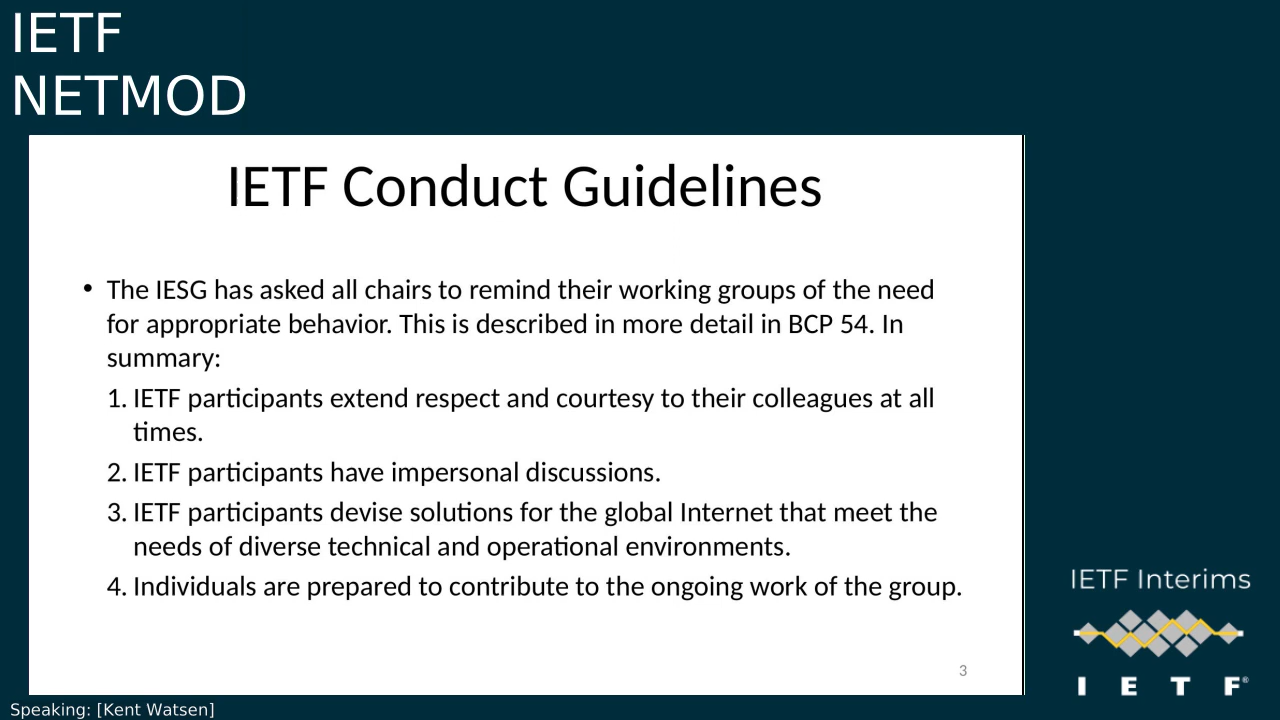 IETF
NETMOD
IETF Conduct Guidelines
• The IESG has asked all chairs to remind their working groups of the need
for appropriate behavior. This is described in more detail in BCP 54. In
summary:
1. IETF participants extend respect and courtesy to their colleagues at all
times.
2. IETF participants have impersonal discussions.
3. IETF participants devise solutions for the global Internet that meet the
needs of diverse technical and operational environments.
4. Individuals are prepared to contribute to the ongoing work of the group.
3
IETF Interims
I E T F®
Speaking: [Kent Watsen]